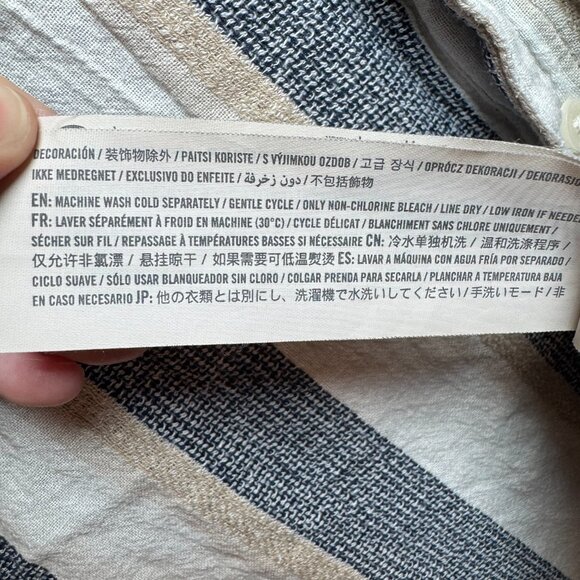 DECORACIÓN / 装饰物除外 / PAITSI KORISTE / S VÝJIMKOU OZDOB / 고급 장식 / OPRÓCZ DEKORACJI / DEKORASJO
IKKE MEDREGNET / EXCLUSIVO DO ENFEITE / دون زخرفة / 不包括飾物
EN: MACHINE WASH COLD SEPARATELY / GENTLE CYCLE / ONLY NON-CHLORINE BLEACH / LINE DRY / LOW IRON IF NEEDED
FR: LAVER SÉPARÉMENT À FROID EN MACHINE (30°C) / CYCLE DÉLICAT / BLANCHIMENT SANS CHLORE UNIQUEMENT /
SÉCHER SUR FIL / REPASSAGE À TEMPÉRATURES BASSES SI NÉCESSAIRE CN: 冷水单独机洗 / 温和洗涤程序 /
仅允许非氯漂 / 悬挂晾干 / 如果需要可低温熨烫 ES: LAVAR A MÁQUINA CON AGUA FRÍA POR SEPARADO /
CICLO SUAVE / SÓLO USAR BLANQUEADOR SIN CLORO / COLGAR PRENDA PARA SECARLA / PLANCHAR A TEMPERATURA BAJA
EN CASO NECESARIO JP: 他の衣類とは別にし、洗濯機で水洗いしてください / 手洗いモード / 非